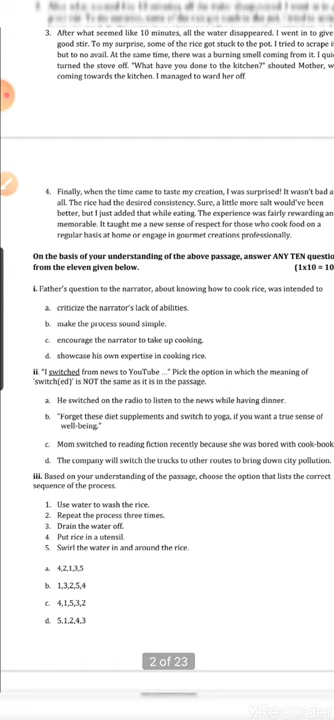 3. After what seemed like 10 minutes, all the water disappeared. I went in to give
good stir. To my surprise, some of the rice got stuck to the pot. I tried to scrape i
but to no avail. At the same time, there was a burning smell coming from it. I qui
turned the stove off. "What have you done to the kitchen?" shouted Mother, w
coming towards the kitchen. I managed to ward her off.
4. Finally, when the time came to taste my creation, I was surprised! It wasn't bad a
all. The rice had the desired consistency. Sure, a little more salt would've been
better, but I just added that while eating. The experience was fairly rewarding an
memorable. It taught me a new sense of respect for those who cook food on a
regular basis at home or engage in gourmet creations professionally.
On the basis of your understanding of the above passage, answer ANY TEN questio
from the eleven given below. (1x10 = 10
i. Father's question to the narrator, about knowing how to cook rice, was intended to
a. criticize the narrator's lack of abilities.
b. make the process sound simple.
c. encourage the narrator to take up cooking.
d. showcase his own expertise in cooking rice.
ii. "I switched from news to YouTube ..." Pick the option in which the meaning of
'switch(ed)' is NOT the same as it is in the passage.
a. He switched on the radio to listen to the news while having dinner.
b. "Forget these diet supplements and switch to yoga, if you want a true sense of
well-being."
c. Mom switched to reading fiction recently because she was bored with cook-book
d. The company will switch the trucks to other routes to bring down city pollution.
iii. Based on your understanding of the passage, choose the option that lists the correct
sequence of the process.
1. Use water to wash the rice.
2. Repeat the process three times.
3. Drain the water off.
4. Put rice in a utensil.
5. Swirl the water in and around the rice.
a. 4,2,1,3,5
b. 1,3,2,5,4
c. 4,1,5,3,2
d. 5,1,2,4,3
2 of 23